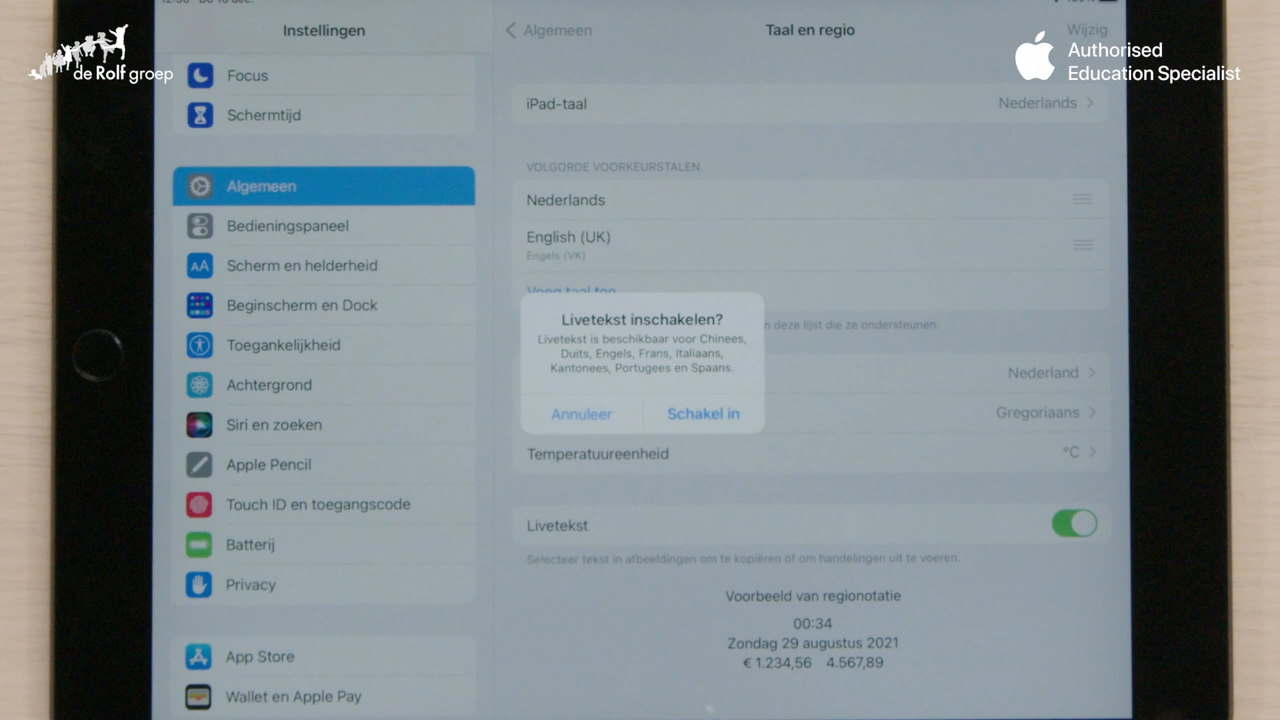 Instellingen
Algemeen
Taal en regio
Wijzig
de Rolf groep
Authorised
Education Specialist
Focus
Schermtijd
Algemeen
Bedieningspaneel
Scherm en helderheid
Beginscherm en Dock
Toegankelijkheid
Achtergrond
Siri en zoeken
Apple Pencil
Touch ID en toegangscode
Batterij
Privacy
App Store
Wallet en Apple Pay
iPad-taal
Nederlands
VOLGORDE VOORKEURSTALEN
Nederlands
English (UK)
Engels (VK)
Voeg taal toe
deze lijst die ze ondersteunen.
Livetekst inschakelen?
Livetekst is beschikbaar voor Chinees,
Duits, Engels, Frans, Italiaans,
Kantonees, Portugees en Spaans.
Annuleer
Schakel in
Nederland
Gregoriaans
Temperatuureenheid
°C
Livetekst
Selecteer tekst in afbeeldingen om te kopiëren of om handelingen uit te voeren.
Voorbeeld van regionotatie
00:34
Zondag 29 augustus 2021
€ 1.234,56 4.567,89